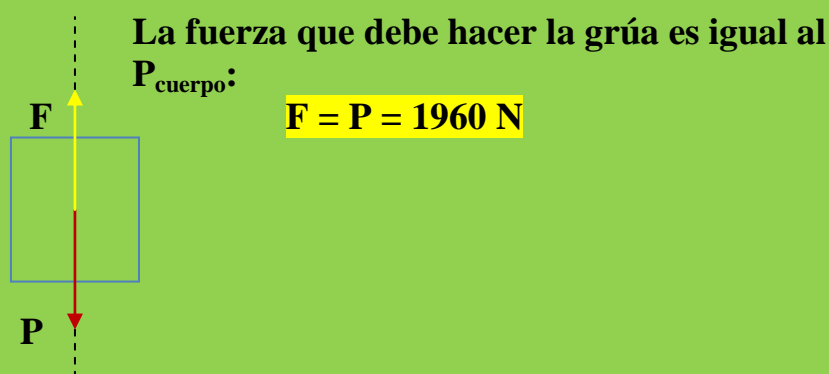 La fuerza que debe hacer la grúa es igual al
Pcuerpo:
F
F = P = 1960 N
P